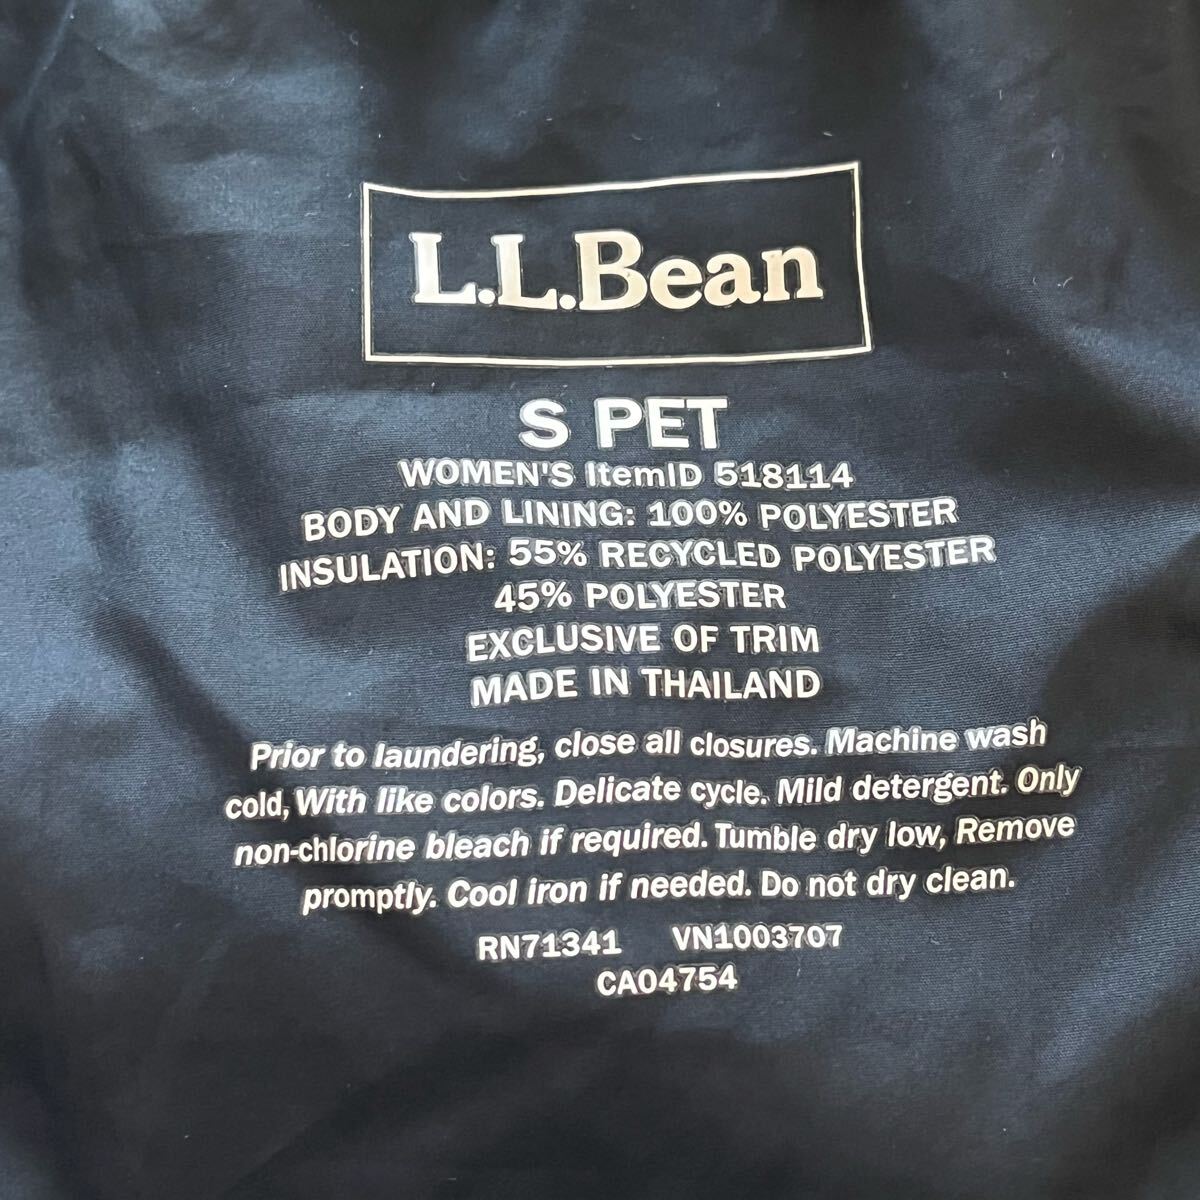 L.L.Bean
S PET
WOMEN'S ItemID 518114
BODY AND LINING: 100% POLYESTER
INSULATION: 55% RECYCLED POLYESTER
45% POLYESTER
EXCLUSIVE OF TRIM
MADE IN THAILAND
Prior to laundering, close all closures. Machine wash
cold, With like colors. Delicate cycle. Mild detergent. Only
non-chlorine bleach if required. Tumble dry low, Remove
promptly. Cool iron if needed. Do not dry clean.
RN71341 VN1003707
CA04754